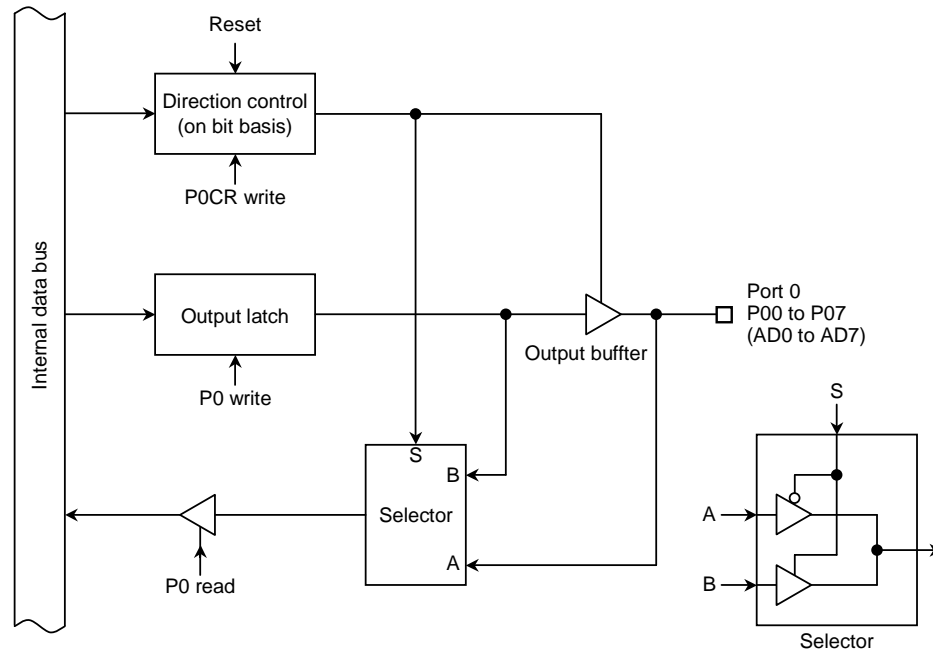 Reset
Direction control
(on bit basis)
P0CR write
Internal data bus
Output latch
P0 write
Output buffter
Port 0
P00 to P07
(AD0 to AD7)
S
B
Selector
A
P0 read
S
A
B
Selector